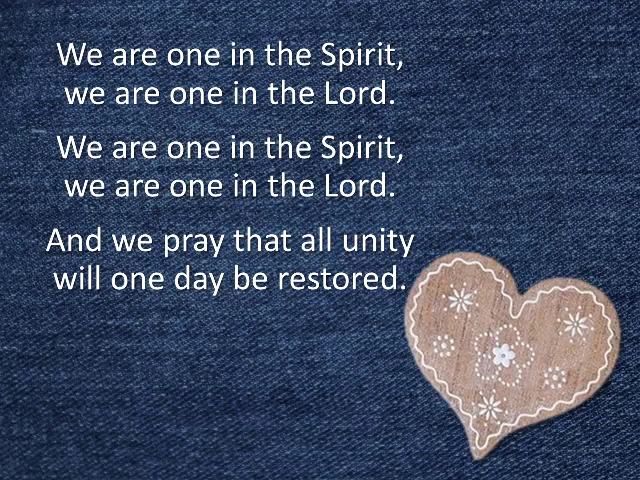 We are one in the Spirit,
we are one in the Lord.
We are one in the Spirit,
we are one in the Lord.
And we pray that all unity
will one day be restored.